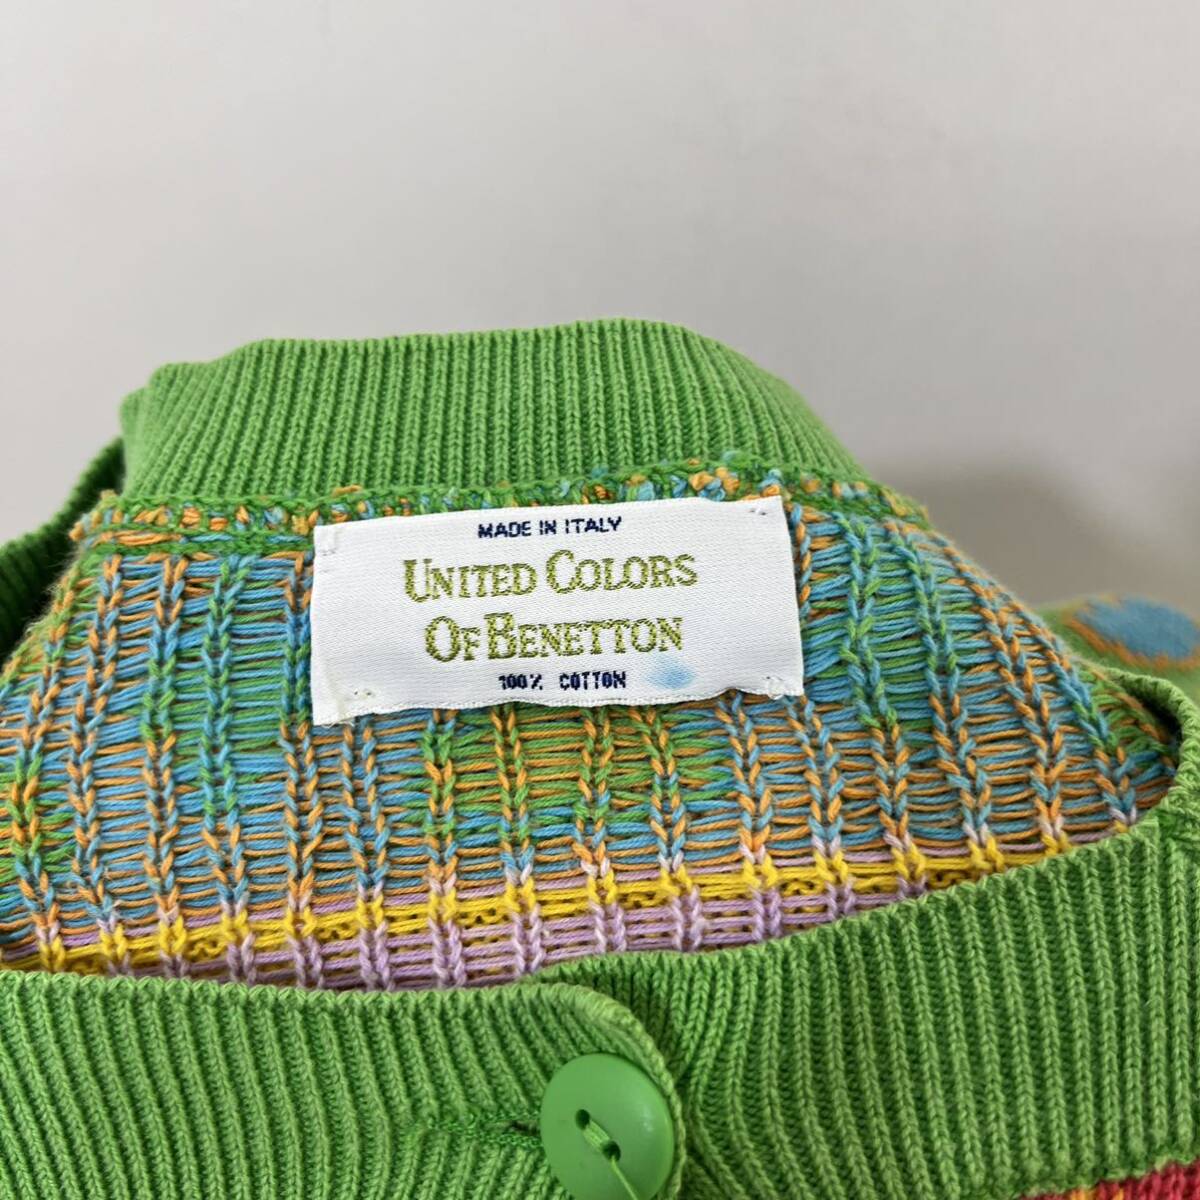 MADE IN ITALY
UNITED COLORS
OF BENETTON
100% COTTON